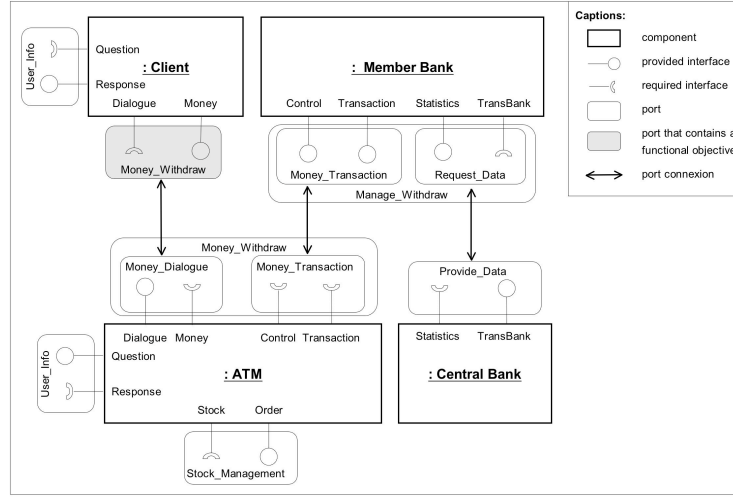 Captions:
component
provided interface
required interface
port
port that contains a
functional objective
port connexion
User_Info
Question
: Client
Response
Dialogue Money
Money_Withdraw
: Member Bank
Control Transaction Statistics TransBank
Money_Transaction Request_Data
Manage_Withdraw
Money_Withdraw
Money_Dialogue Money_Transaction
Provide_Data
Dialogue Money Control Transaction
Statistics TransBank
User_Info
Question
: ATM
Response
Stock Order
Stock_Management
: Central Bank